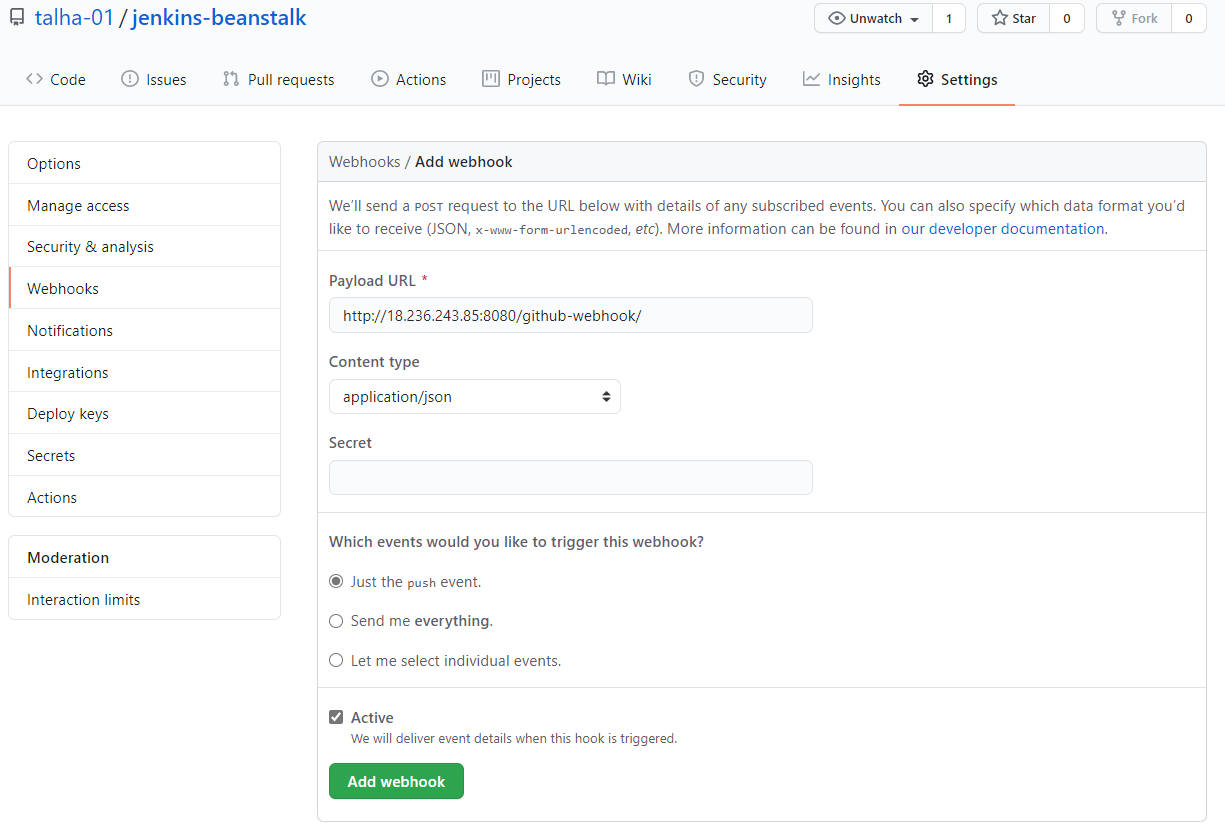 talha-01 / jenkins-beanstalk
Unwatch 1 Star 0 Fork 0
Code Issues Pull requests Actions Projects Wiki Security Insights Settings
Options
Manage access
Security & analysis
Webhooks
Notifications
Integrations
Deploy keys
Secrets
Actions
Moderation
Interaction limits
Webhooks / Add webhook
We'll send a POST request to the URL below with details of any subscribed events. You can also specify which data format you'd
like to receive (JSON, x-www-form-urlencoded, etc). More information can be found in our developer documentation.
Payload URL *
http://18.236.243.85:8080/github-webhook/
Content type
application/json
Secret
Which events would you like to trigger this webhook?
Just the push event.
Send me everything.
Let me select individual events.
Active
We will deliver event details when this hook is triggered.
Add webhook